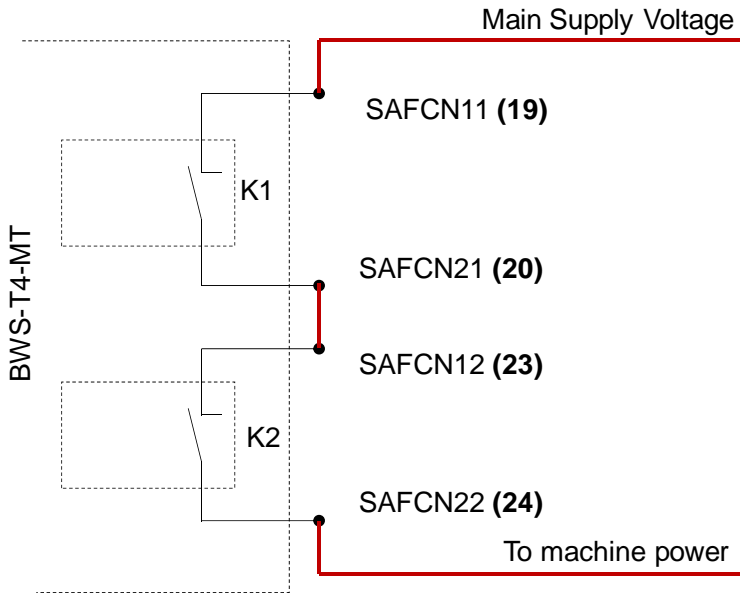 Main Supply Voltage
SAFCN11 (19)
K1
SAFCN21 (20)
BWS-T4-MT
SAFCN12 (23)
K2
SAFCN22 (24)
To machine power